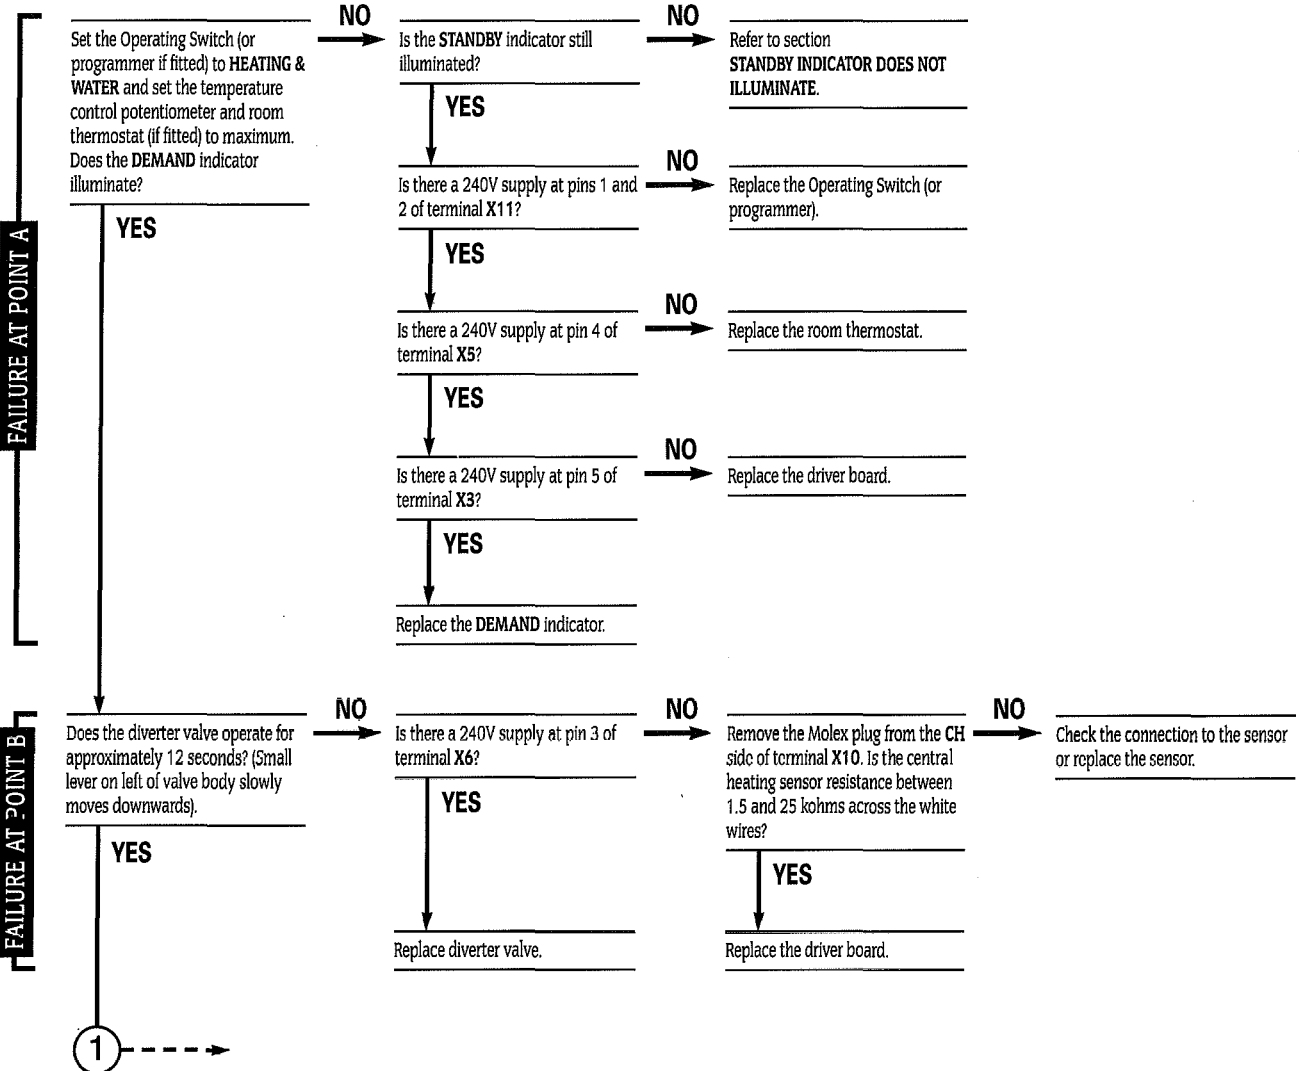 FAILURE AT POINT A
Set the Operating Switch (or
programmer if fitted) to HEATING &
WATER and set the temperature
control potentiometer and room
thermostat (if fitted) to maximum.
Does the DEMAND indicator
illuminate?
NO
Is the STANDBY indicator still
illuminated?
NO
Refer to section
STANDBY INDICATOR DOES NOT
ILLUMINATE.
YES
Is there a 240V supply at pins 1 and
2 of terminal X11?
NO
Replace the Operating Switch (or
programmer).
YES
Is there a 240V supply at pin 4 of
terminal X5?
NO
Replace the room thermostat.
YES
Is there a 240V supply at pin 5 of
terminal X3?
NO
Replace the driver board.
YES
Replace the DEMAND indicator.
YES
FAILURE AT POINT B
Does the diverter valve operate for
approximately 12 seconds? (Small
lever on left of valve body slowly
moves downwards).
NO
Is there a 240V supply at pin 3 of
terminal X6?
NO
Remove the Molex plug from the CH
side of terminal X10. Is the central
heating sensor resistance between
1.5 and 25 kohms across the white
wires?
NO
Check the connection to the sensor
or replace the sensor.
YES
Replace diverter valve.
YES
Replace the driver board.
YES
1